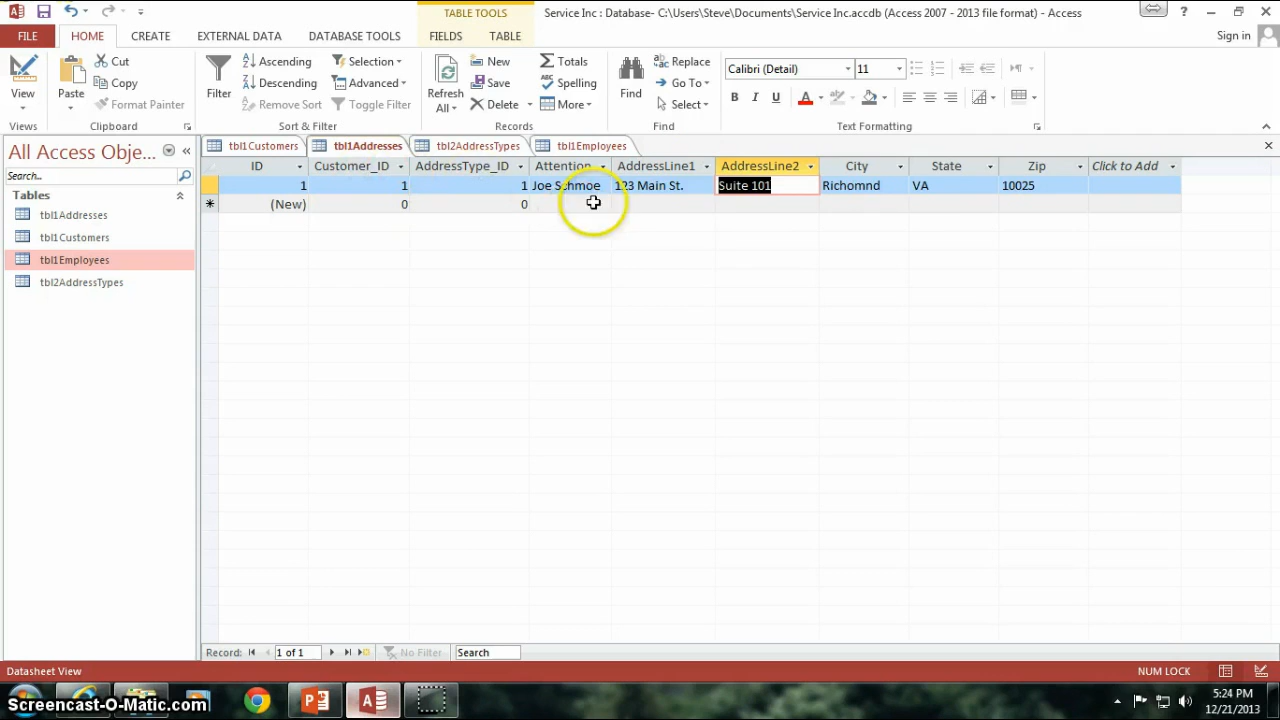 TABLE TOOLS
Service Inc : Database- C:\Users\Steve\Documents\Service Inc.accdb (Access 2007 - 2013 file format) - Access
FILE HOME CREATE EXTERNAL DATA DATABASE TOOLS FIELDS TABLE Sign in
View
Views
Paste
Cut
Copy
Format Painter
Clipboard
Filter
Ascending
Descending
Remove Sort
Selection
Advanced
Toggle Filter
Sort & Filter
Refresh
All
New
Save
Delete
Totals
Spelling
More
Records
Find
Replace
Go To
Select
Find
Calibri (Detail) 11
B I U A
Text Formatting
All Access Obje...
Search...
Tables
tbl1Addresses
tbl1Customers
tbl1Employees
tbl2AddressTypes
tbl1Customers tbl1Addresses tbl2AddressTypes tbl1Employees
ID Customer_ID AddressType_ID Attention AddressLine1 AddressLine2 City State Zip Click to Add
1 1 1 Joe Schmoe 123 Main St. Suite 101 Richomnd VA 10025
(New) 0 0
Record: 1 of 1 No Filter Search
Datasheet View NUM LOCK
Screencast-O-Matic.com
5:24 PM
12/21/2013